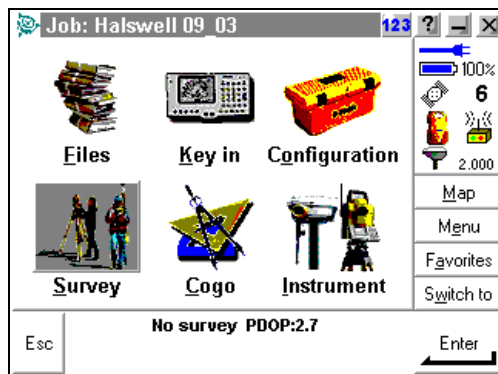 Job: Halswell 09_03
123 ?
100%
6
2.000
Files
Key in
Configuration
Survey
Cogo
Instrument
Map
Menu
Favorites
Switch to
Esc
No survey PDOP:2.7
Enter